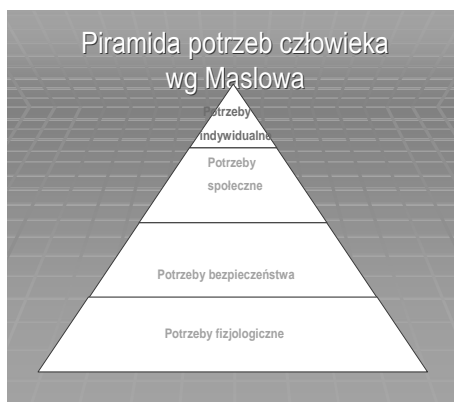 Piramida potrzeb człowieka
wg Maslowa
Potrzeby
indywidualne
Potrzeby
społeczne
Potrzeby bezpieczeństwa
Potrzeby fizjologiczne